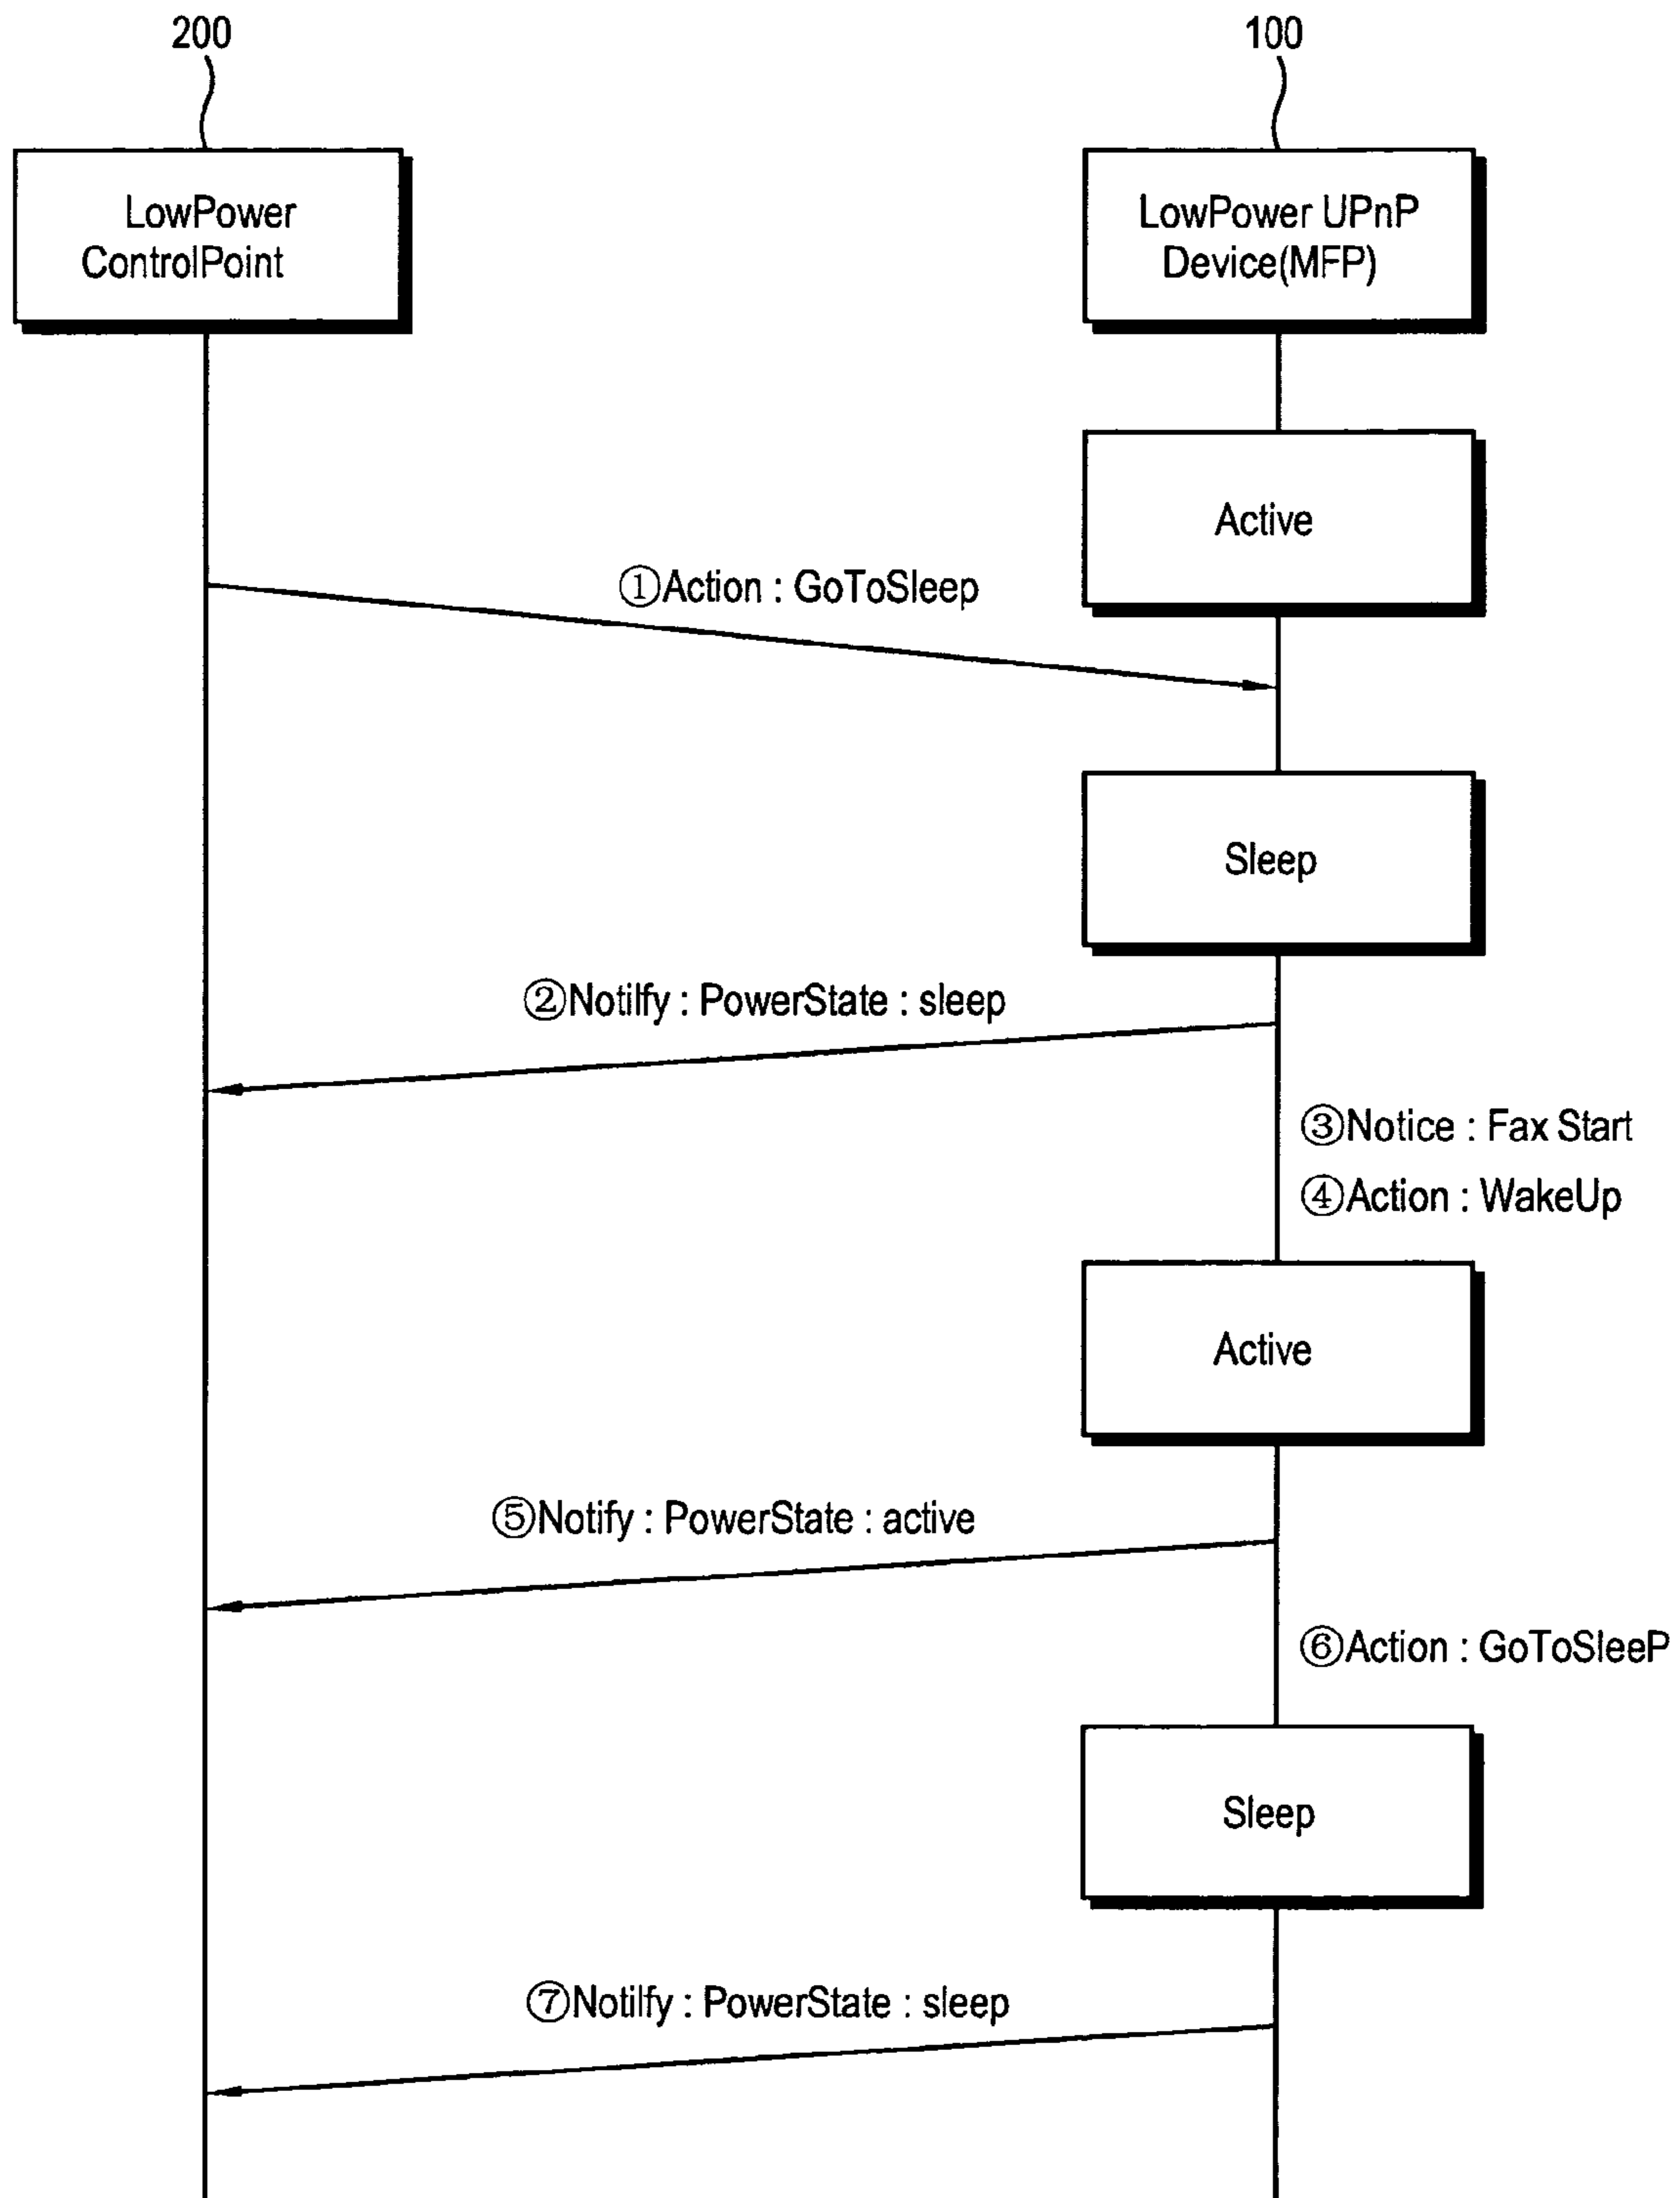 200
100
LowPower
ControlPoint
LowPower UPnP
Device(MFP)
Active
①Action : GoToSleep
Sleep
②Notilfy : PowerState : sleep
③Notice : Fax Start
④Action : WakeUp
Active
⑤Notify : PowerState : active
⑥Action : GoToSleeP
Sleep
⑦Notilfy : PowerState : sleep